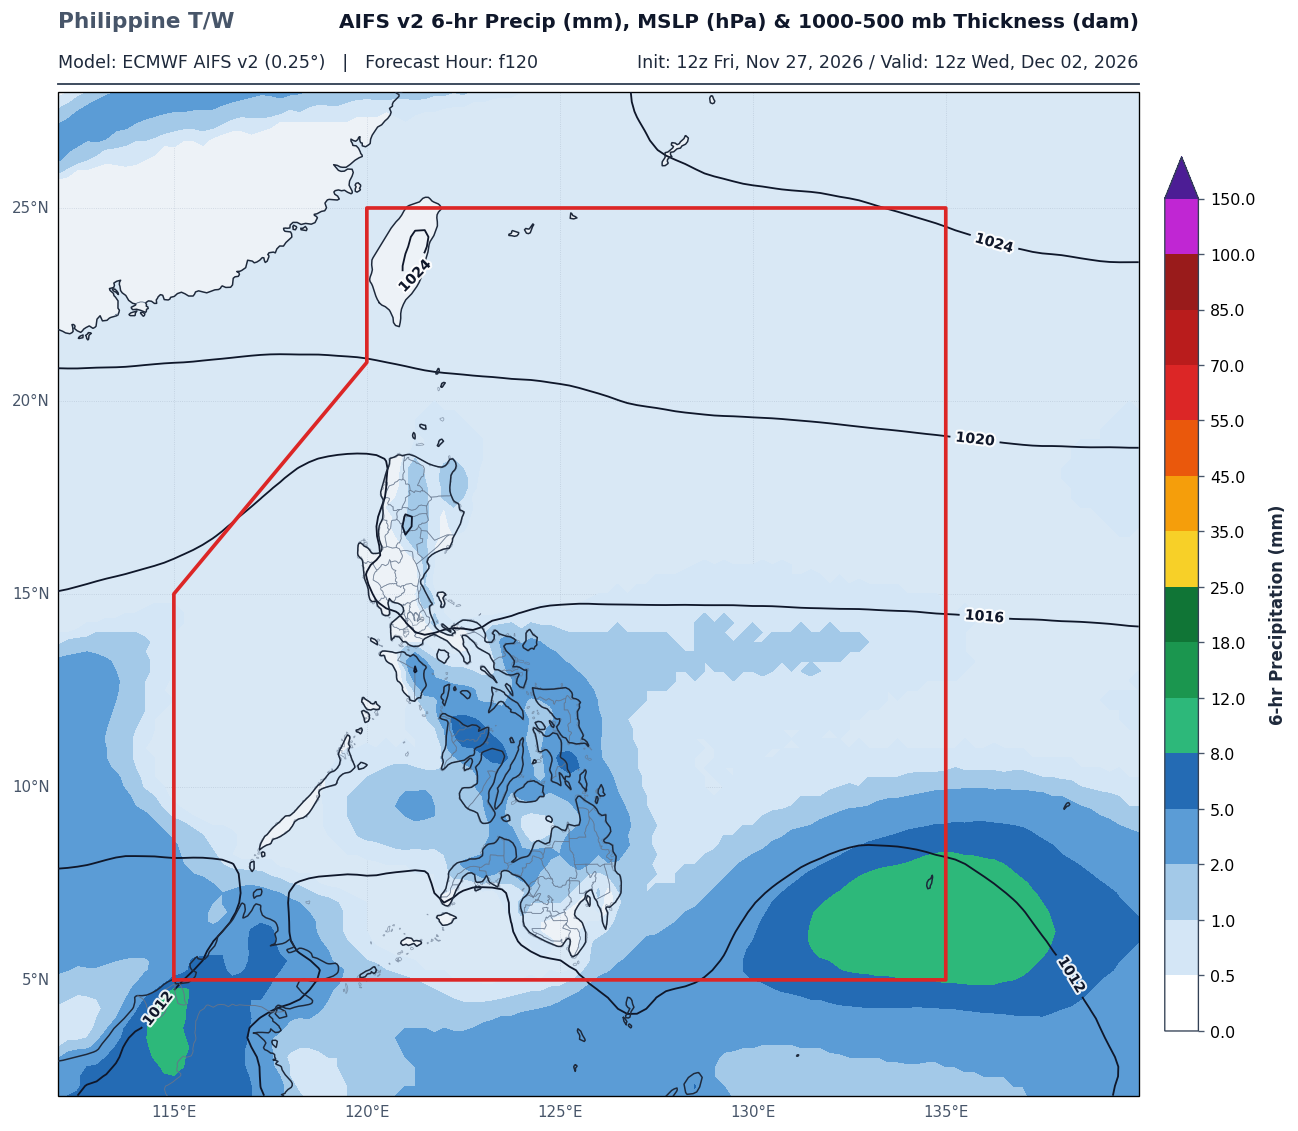 Philippine T/W
AIFS v2 6-hr Precip (mm), MSLP (hPa) & 1000-500 mb Thickness (dam)
Model: ECMWF AIFS v2 (0.25°)   |   Forecast Hour: f120
Init: 12z Fri, Nov 27, 2026 / Valid: 12z Wed, Dec 02, 2026
25°N
20°N
15°N
10°N
5°N
115°E
120°E
125°E
130°E
135°E
1024
1024
1020
1016
1012
1012
150.0
100.0
85.0
70.0
55.0
45.0
35.0
25.0
18.0
12.0
8.0
5.0
2.0
1.0
0.5
0.0
6-hr Precipitation (mm)